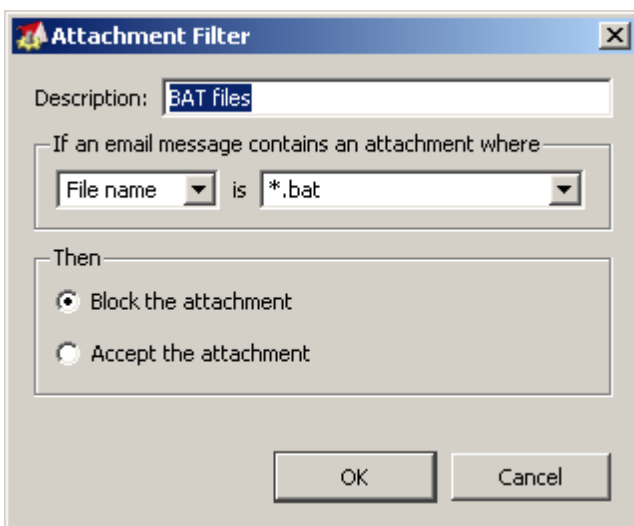 Attachment Filter
Description: BAT files
If an email message contains an attachment where
File name is *.bat
Then
Block the attachment
Accept the attachment
OK Cancel